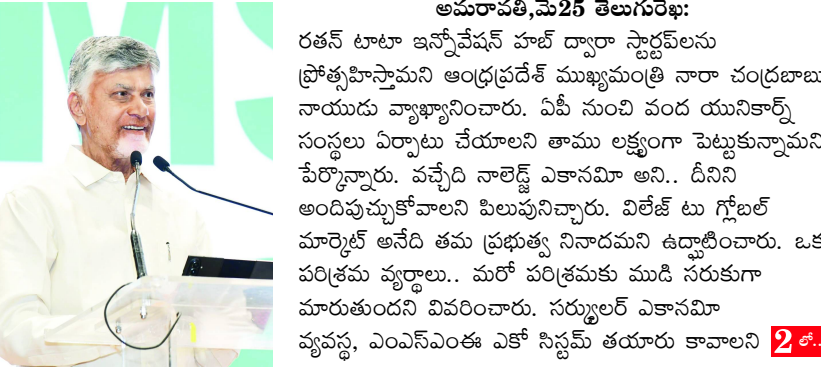 అమరావతి,మే25 తెలుగురేఖ:
రతన్ టాటా ఇన్నోవేషన్ హబ్ ద్వారా స్టార్టప్‌లను
ప్రోత్సహిస్తామని ఆంధ్రప్రదేశ్ ముఖ్యమంత్రి నారా చంద్రబాబు
నాయుడు వ్యాఖ్యానించారు. ఏపీ నుంచి వంద యునికార్న్
సంస్థలు ఏర్పాటు చేయాలని తాము లక్ష్యంగా పెట్టుకున్నామని
పేర్కొన్నారు. వచ్చేది నాలెడ్జ్ ఎకానమీ అని.. దీనిని
అందిపుచ్చుకోవాలని పిలుపునిచ్చారు. విలేజ్ టు గ్లోబల్
మార్కెట్ అనేది తమ ప్రభుత్వ నినాదమని ఉద్ఘాటించారు. ఒక
పరిశ్రమ వ్యర్థాలు.. మరో పరిశ్రమకు ముడి సరుకుగా
మారుతుందని వివరించారు. సర్క్యులర్ ఎకానమీ
వ్యవస్థ, ఎంఎస్ఎంఈ ఎకో సిస్టమ్ తయారు కావాలని 2 లో..